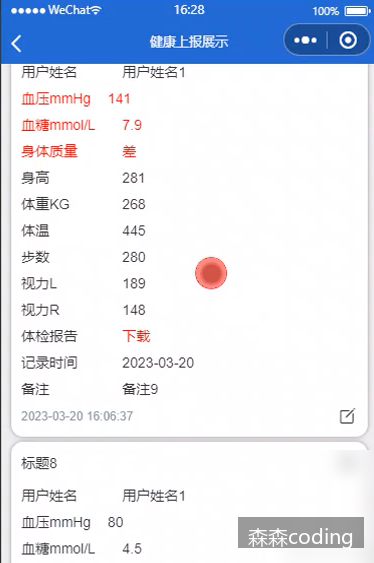 WeChat 16:28 100%
健康上报展示
用户姓名 用户姓名1
血压mmHg 141
血糖mmol/L 7.9
身体质量 差
身高 281
体重KG 268
体温 445
步数 280
视力L 189
视力R 148
体检报告 下载
记录时间 2023-03-20
备注 备注9
2023-03-20 16:06:37
标题8
用户姓名 用户姓名1
血压mmHg 80
血糖mmol/L 4.5
森森coding